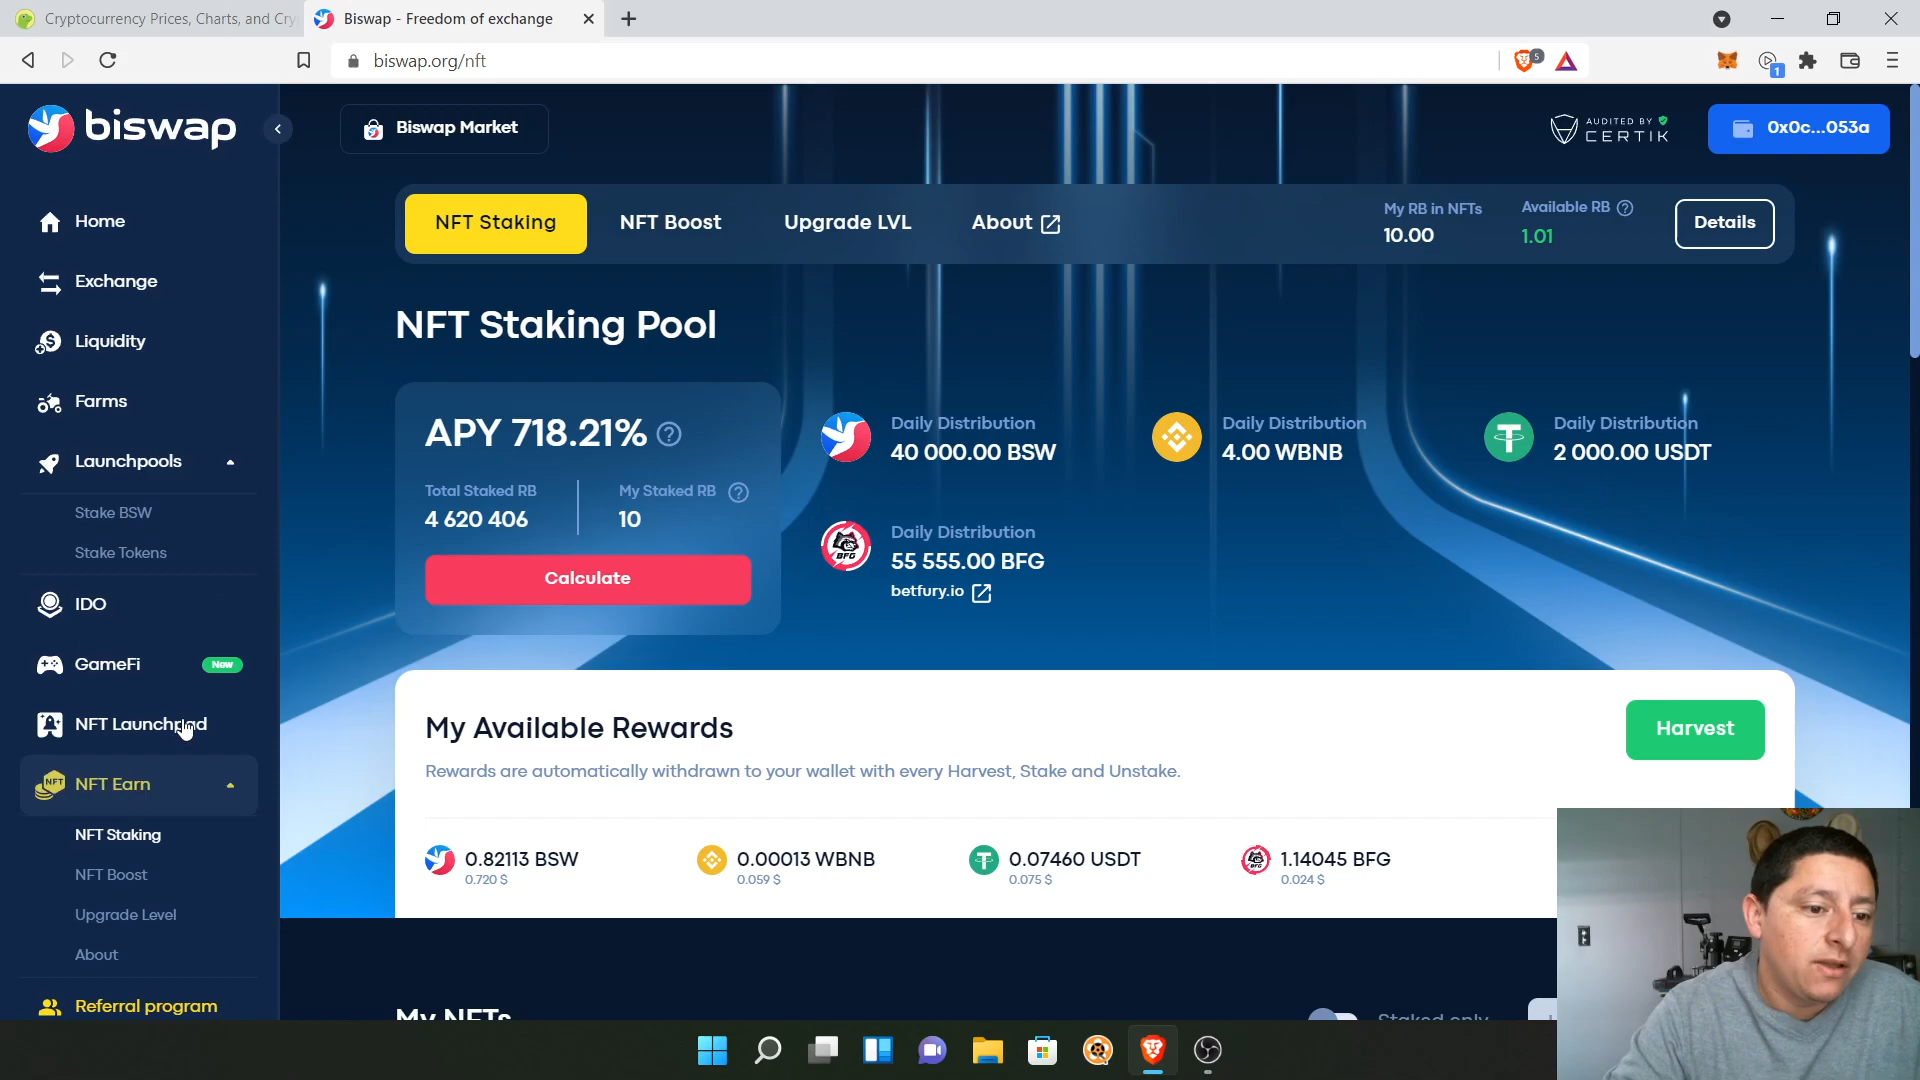 Cryptocurrency Prices, Charts, and Cry
Biswap - Freedom of exchange
biswap.org/nft
5
1
biswap
Biswap Market
AUDITED BY
CERTIK
0x0c...053a
Home
Exchange
Liquidity
Farms
Launchpools
Stake BSW
Stake Tokens
IDO
GameFi
New
NFT Launchpad
NFT
NFT Earn
NFT Staking
NFT Boost
Upgrade Level
About
Referral program
NFT Staking
NFT Boost
Upgrade LVL
About
My RB in NFTs
10.00
Available RB
1.01
Details
NFT Staking Pool
APY 718.21%
Total Staked RB
4 620 406
My Staked RB
10
Calculate
Daily Distribution
40 000.00 BSW
Daily Distribution
4.00 WBNB
Daily Distribution
2 000.00 USDT
BFG
Daily Distribution
55 555.00 BFG
betfury.io
My Available Rewards
Rewards are automatically withdrawn to your wallet with every Harvest, Stake and Unstake.
Harvest
0.82113 BSW
0.720 $
0.00013 WBNB
0.059 $
0.07460 USDT
0.075 $
BFG
1.14045 BFG
0.024 $
My NFTs
Staked only